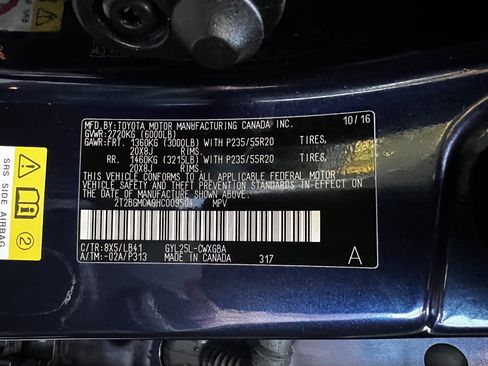 MFD.BY:TOYOTA MOTOR MANUFACTURING CANADA INC. 10/16
GVWR: 2720KG (6000LB)
GAWR:FRT. 1360KG (3000LB) WITH P235/55R20 TIRES,
20X8J RIMS,
RR. 1460KG (3215LB) WITH P235/55R20 TIRES,
20X8J RIMS,
THIS VEHICLE CONFORMS TO ALL APPLICABLE FEDERAL MOTOR
VEHICLE SAFETY AND THEFT PREVENTION STANDARDS IN EFFECT ON
THE DATE OF MANUFACTURE SHOWN ABOVE.
MPV
C/TR: 8X5/LB41 GYL25L-CWXGBA
A/TM: -02A/P313 MADE IN CANADA 317 A
SRS SIDE AIRBAG
2